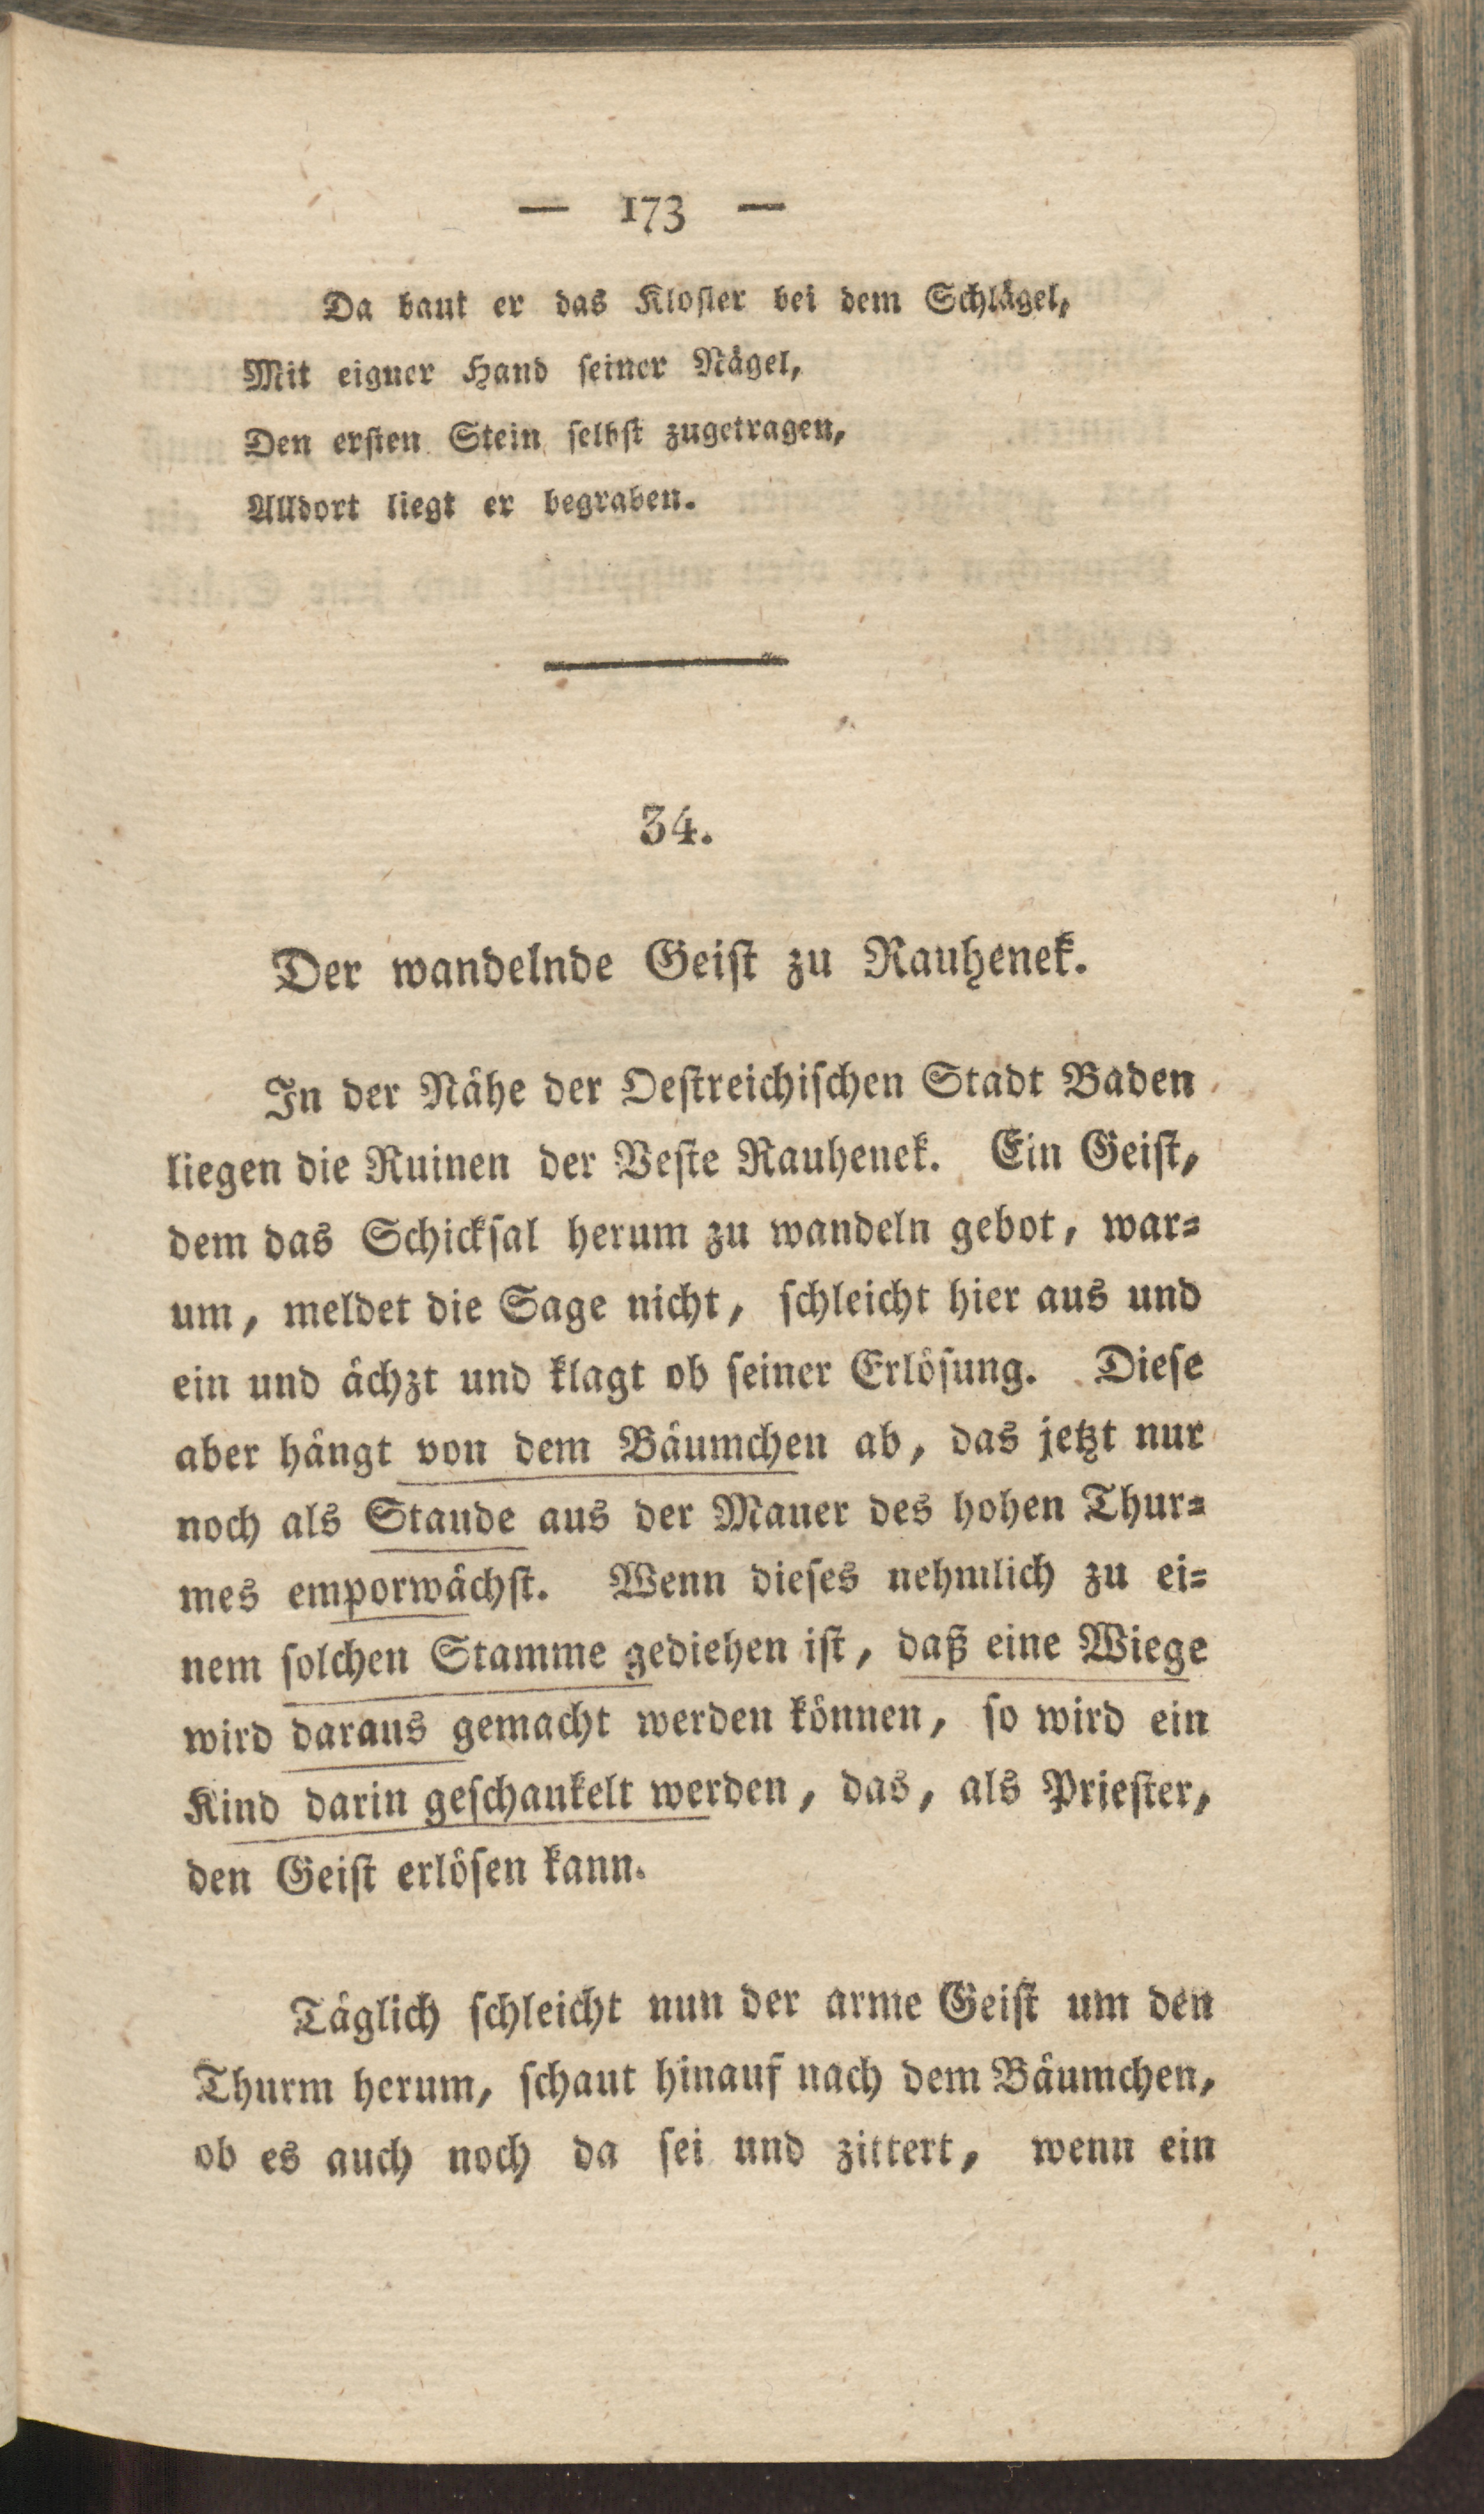 — 173 —
Da baut er das Kloster bei dem Schlägel,
Mit eigner Hand seiner Nägel,
Den ersten Stein selbst zugetragen,
Alldort liegt er begraben.
34.
Der wandelnde Geist zu Rauhenek.
In der Nähe der Oestreichischen Stadt Baden
liegen die Ruinen der Veste Rauhenek. Ein Geist,
dem das Schicksal herum zu wandeln gebot, war-
um, meldet die Sage nicht, schleicht hier aus und
ein und ächzt und klagt ob seiner Erlösung. Diese
aber hängt von dem Bäumchen ab, das jetzt nur
noch als Staude aus der Mauer des hohen Thur-
mes emporwächst. Wenn dieses nehmlich zu ei-
nem solchen Stamme gediehen ist, daß eine Wiege
wird daraus gemacht werden können, so wird ein
Kind darin geschaukelt werden, das, als Priester,
den Geist erlösen kann.
Täglich schleicht nun der arme Geist um den
Thurm herum, schaut hinauf nach dem Bäumchen,
ob es auch noch da sei und zittert, wenn ein